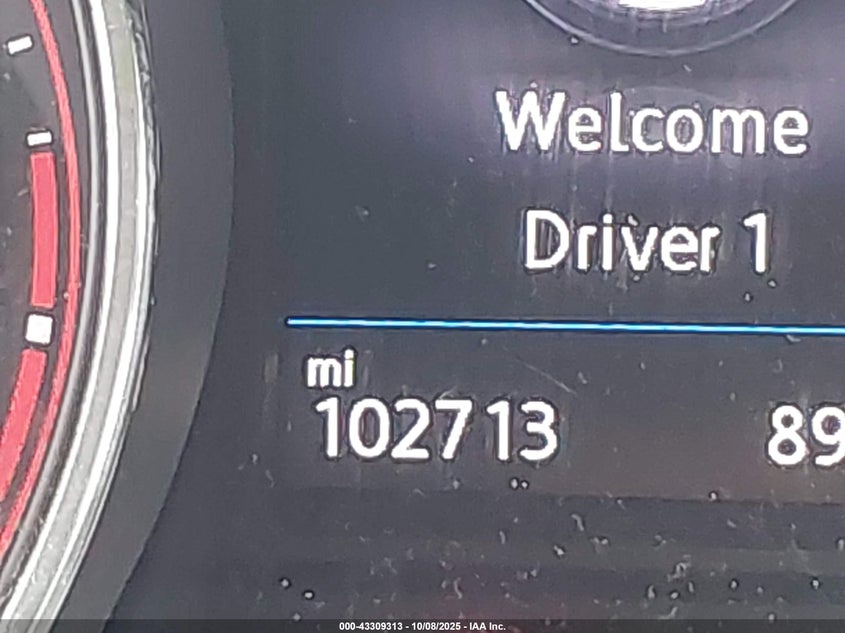 Welcome
Driver 1
mi
102713 89
000-43309313 - 10/08/2025 - IAA Inc.